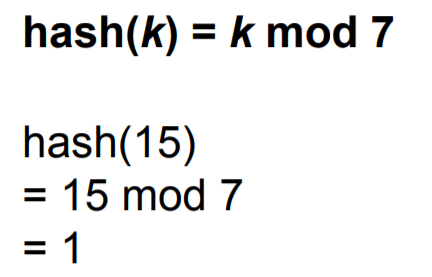 hash(k) = k mod 7
hash(15)
= 15 mod 7
= 1